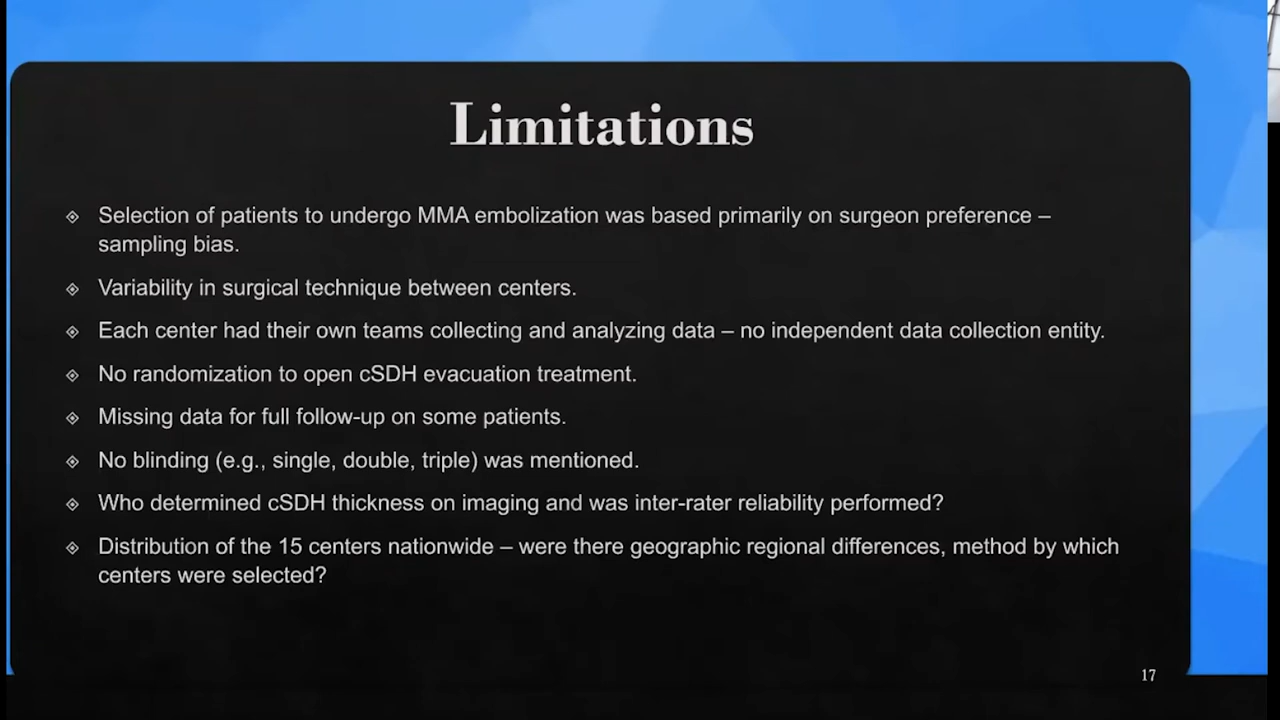 Limitations
Selection of patients to undergo MMA embolization was based primarily on surgeon preference –
sampling bias.
Variability in surgical technique between centers.
Each center had their own teams collecting and analyzing data – no independent data collection entity.
No randomization to open cSDH evacuation treatment.
Missing data for full follow-up on some patients.
No blinding (e.g., single, double, triple) was mentioned.
Who determined cSDH thickness on imaging and was inter-rater reliability performed?
Distribution of the 15 centers nationwide – were there geographic regional differences, method by which
centers were selected?
17